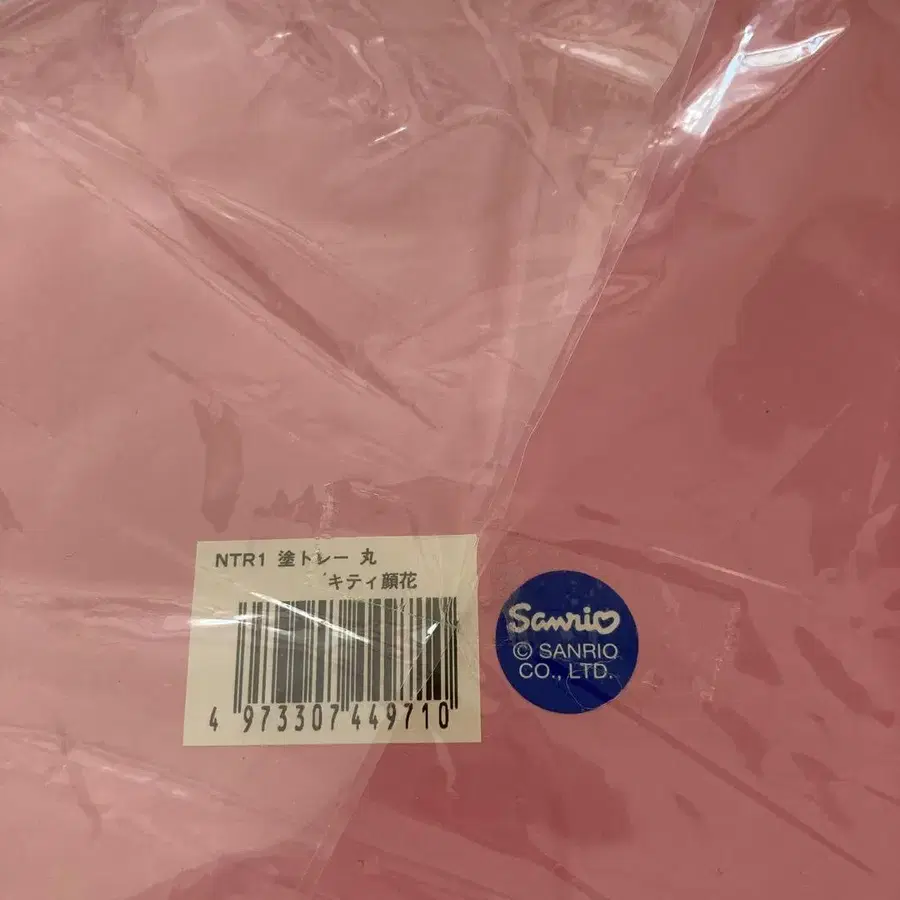 NTR1 塗トレー 丸
キティ顔花
4 973307 449710
Sanrio
© SANRIO
CO., LTD.